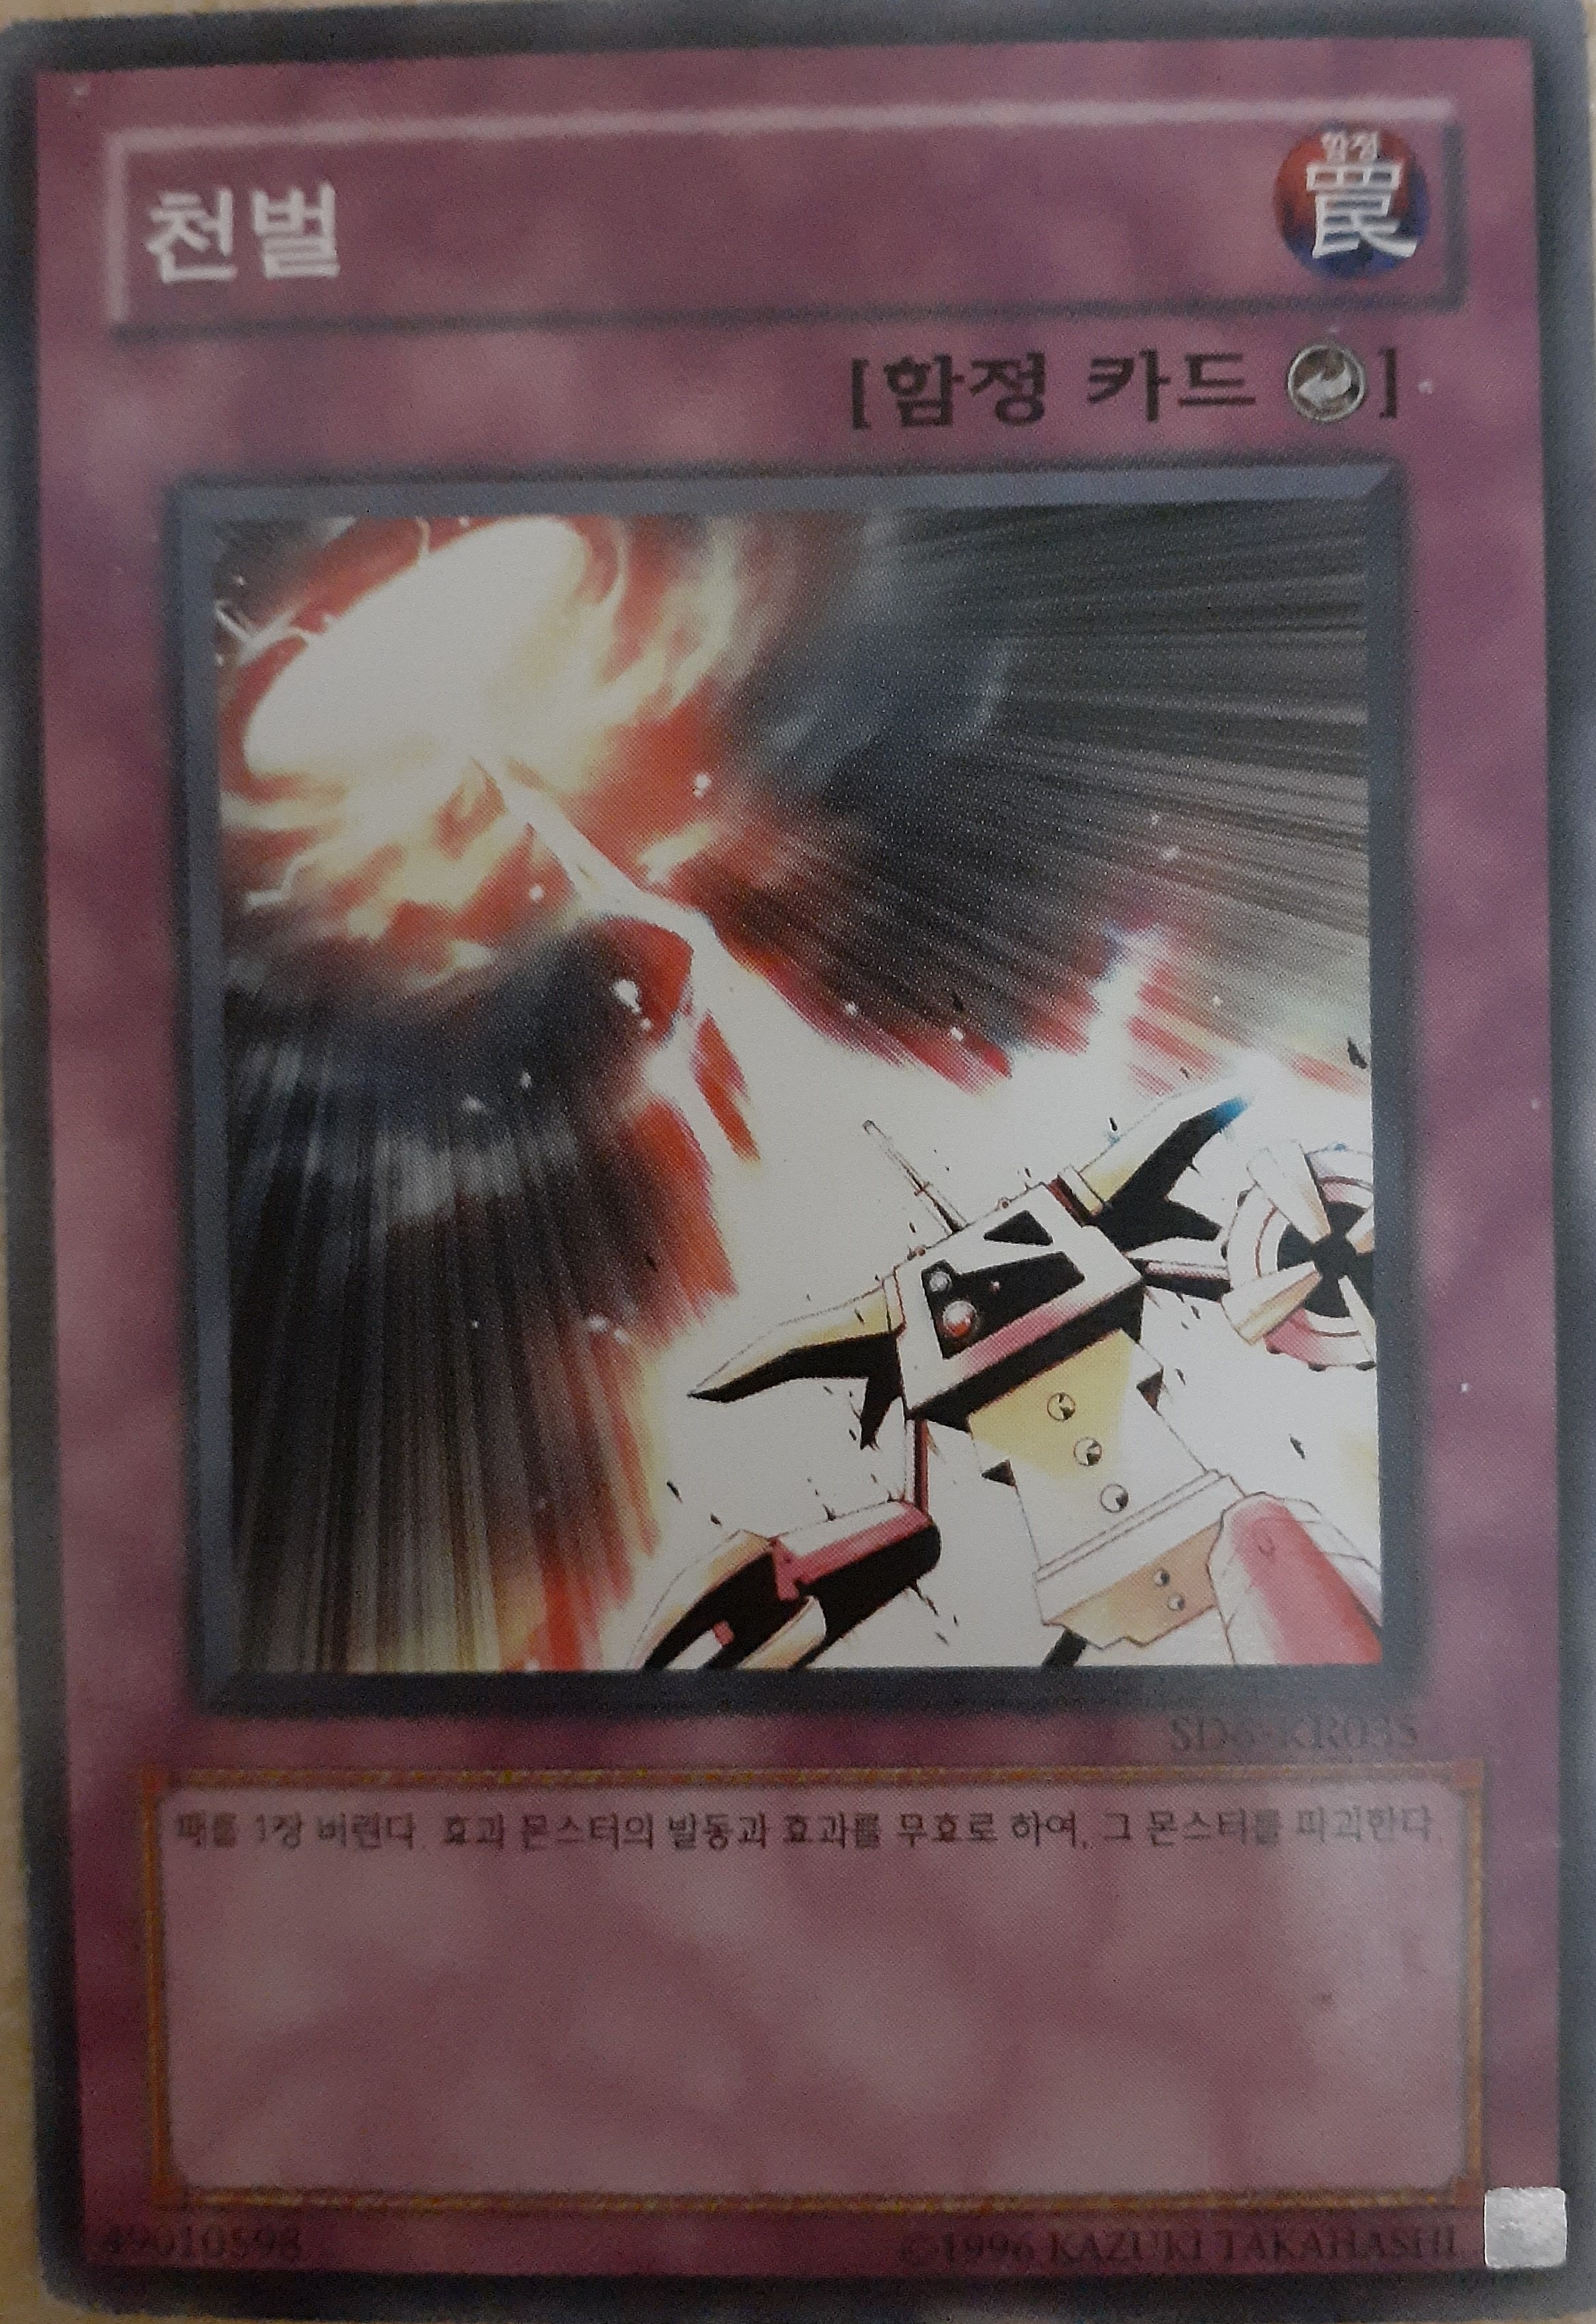 천벌
함정
罠
[함정 카드]
SD6-KR035
패를 1장 버린다. 효과 몬스터의 발동과 효과를 무효로 하여, 그 몬스터를 파괴한다.
49010598
©1996 KAZUKI TAKAHASHI